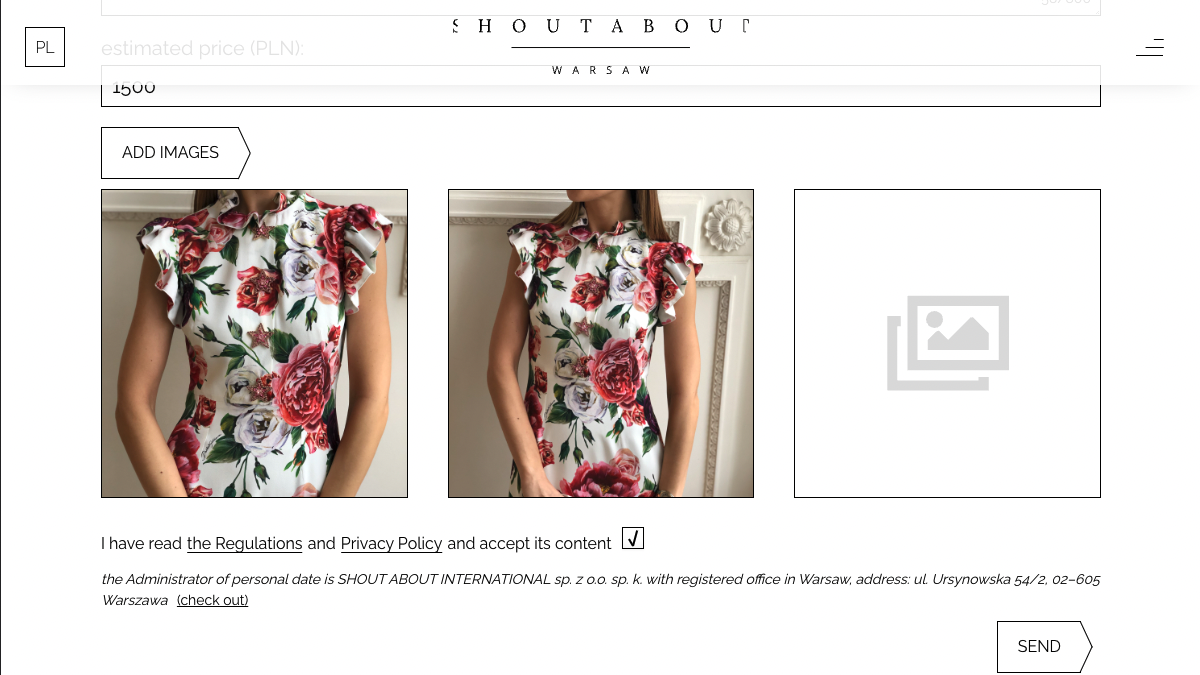 SHOUTABOUT
PL
estimated price (PLN):
WARSAW
1500
ADD IMAGES
I have read the Regulations and Privacy Policy and accept its content
the Administrator of personal date is SHOUT ABOUT INTERNATIONAL sp. z o.o. sp. k. with registered office in Warsaw, address: ul. Ursynowska 54/2, 02-605
Warszawa (check out)
SEND